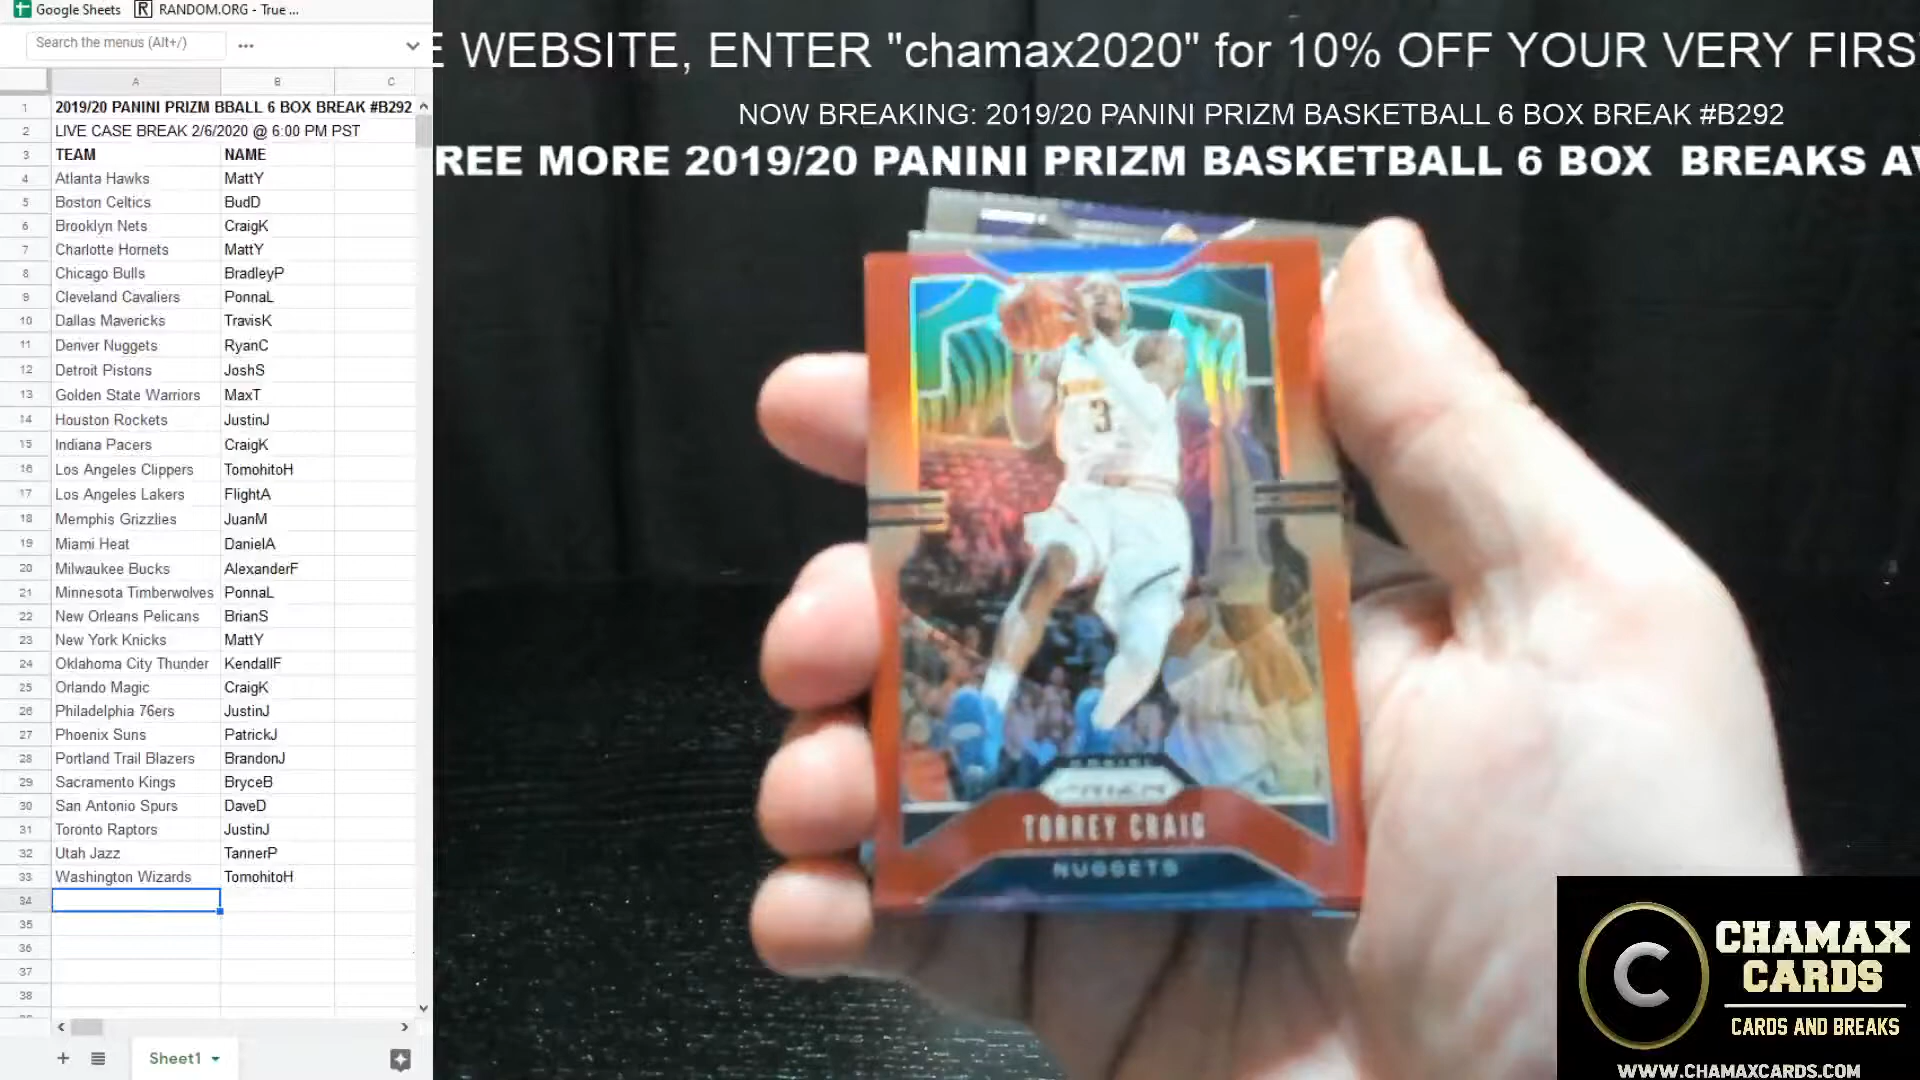 Google Sheets RANDOM.ORG - True ...
Search the menus (Alt+/)
A B C
1 2019/20 PANINI PRIZM BBALL 6 BOX BREAK #B292
2 LIVE CASE BREAK 2/6/2020 @ 6:00 PM PST
3 TEAM NAME
4 Atlanta Hawks MattY
5 Boston Celtics BudD
6 Brooklyn Nets CraigK
7 Charlotte Hornets MattY
8 Chicago Bulls BradleyP
9 Cleveland Cavaliers PonnaL
10 Dallas Mavericks TravisK
11 Denver Nuggets RyanC
12 Detroit Pistons JoshS
13 Golden State Warriors MaxT
14 Houston Rockets JustinJ
15 Indiana Pacers CraigK
16 Los Angeles Clippers TomohitoH
17 Los Angeles Lakers FlightA
18 Memphis Grizzlies JuanM
19 Miami Heat DanielA
20 Milwaukee Bucks AlexanderF
21 Minnesota Timberwolves PonnaL
22 New Orleans Pelicans BrianS
23 New York Knicks MattY
24 Oklahoma City Thunder KendallF
25 Orlando Magic CraigK
26 Philadelphia 76ers JustinJ
27 Phoenix Suns PatrickJ
28 Portland Trail Blazers BrandonJ
29 Sacramento Kings BryceB
30 San Antonio Spurs DaveD
31 Toronto Raptors JustinJ
32 Utah Jazz TannerP
33 Washington Wizards TomohitoH
34
35
36
37
38
Sheet1
E WEBSITE, ENTER "chamax2020" for 10% OFF YOUR VERY FIRS
NOW BREAKING: 2019/20 PANINI PRIZM BASKETBALL 6 BOX BREAK #B292
REE MORE 2019/20 PANINI PRIZM BASKETBALL 6 BOX BREAKS AV
3
PANINI
PRIZM
TORREY CRAIG
NUGGETS
C
CHAMAX
CARDS
CARDS AND BREAKS
WWW.CHAMAXCARDS.COM